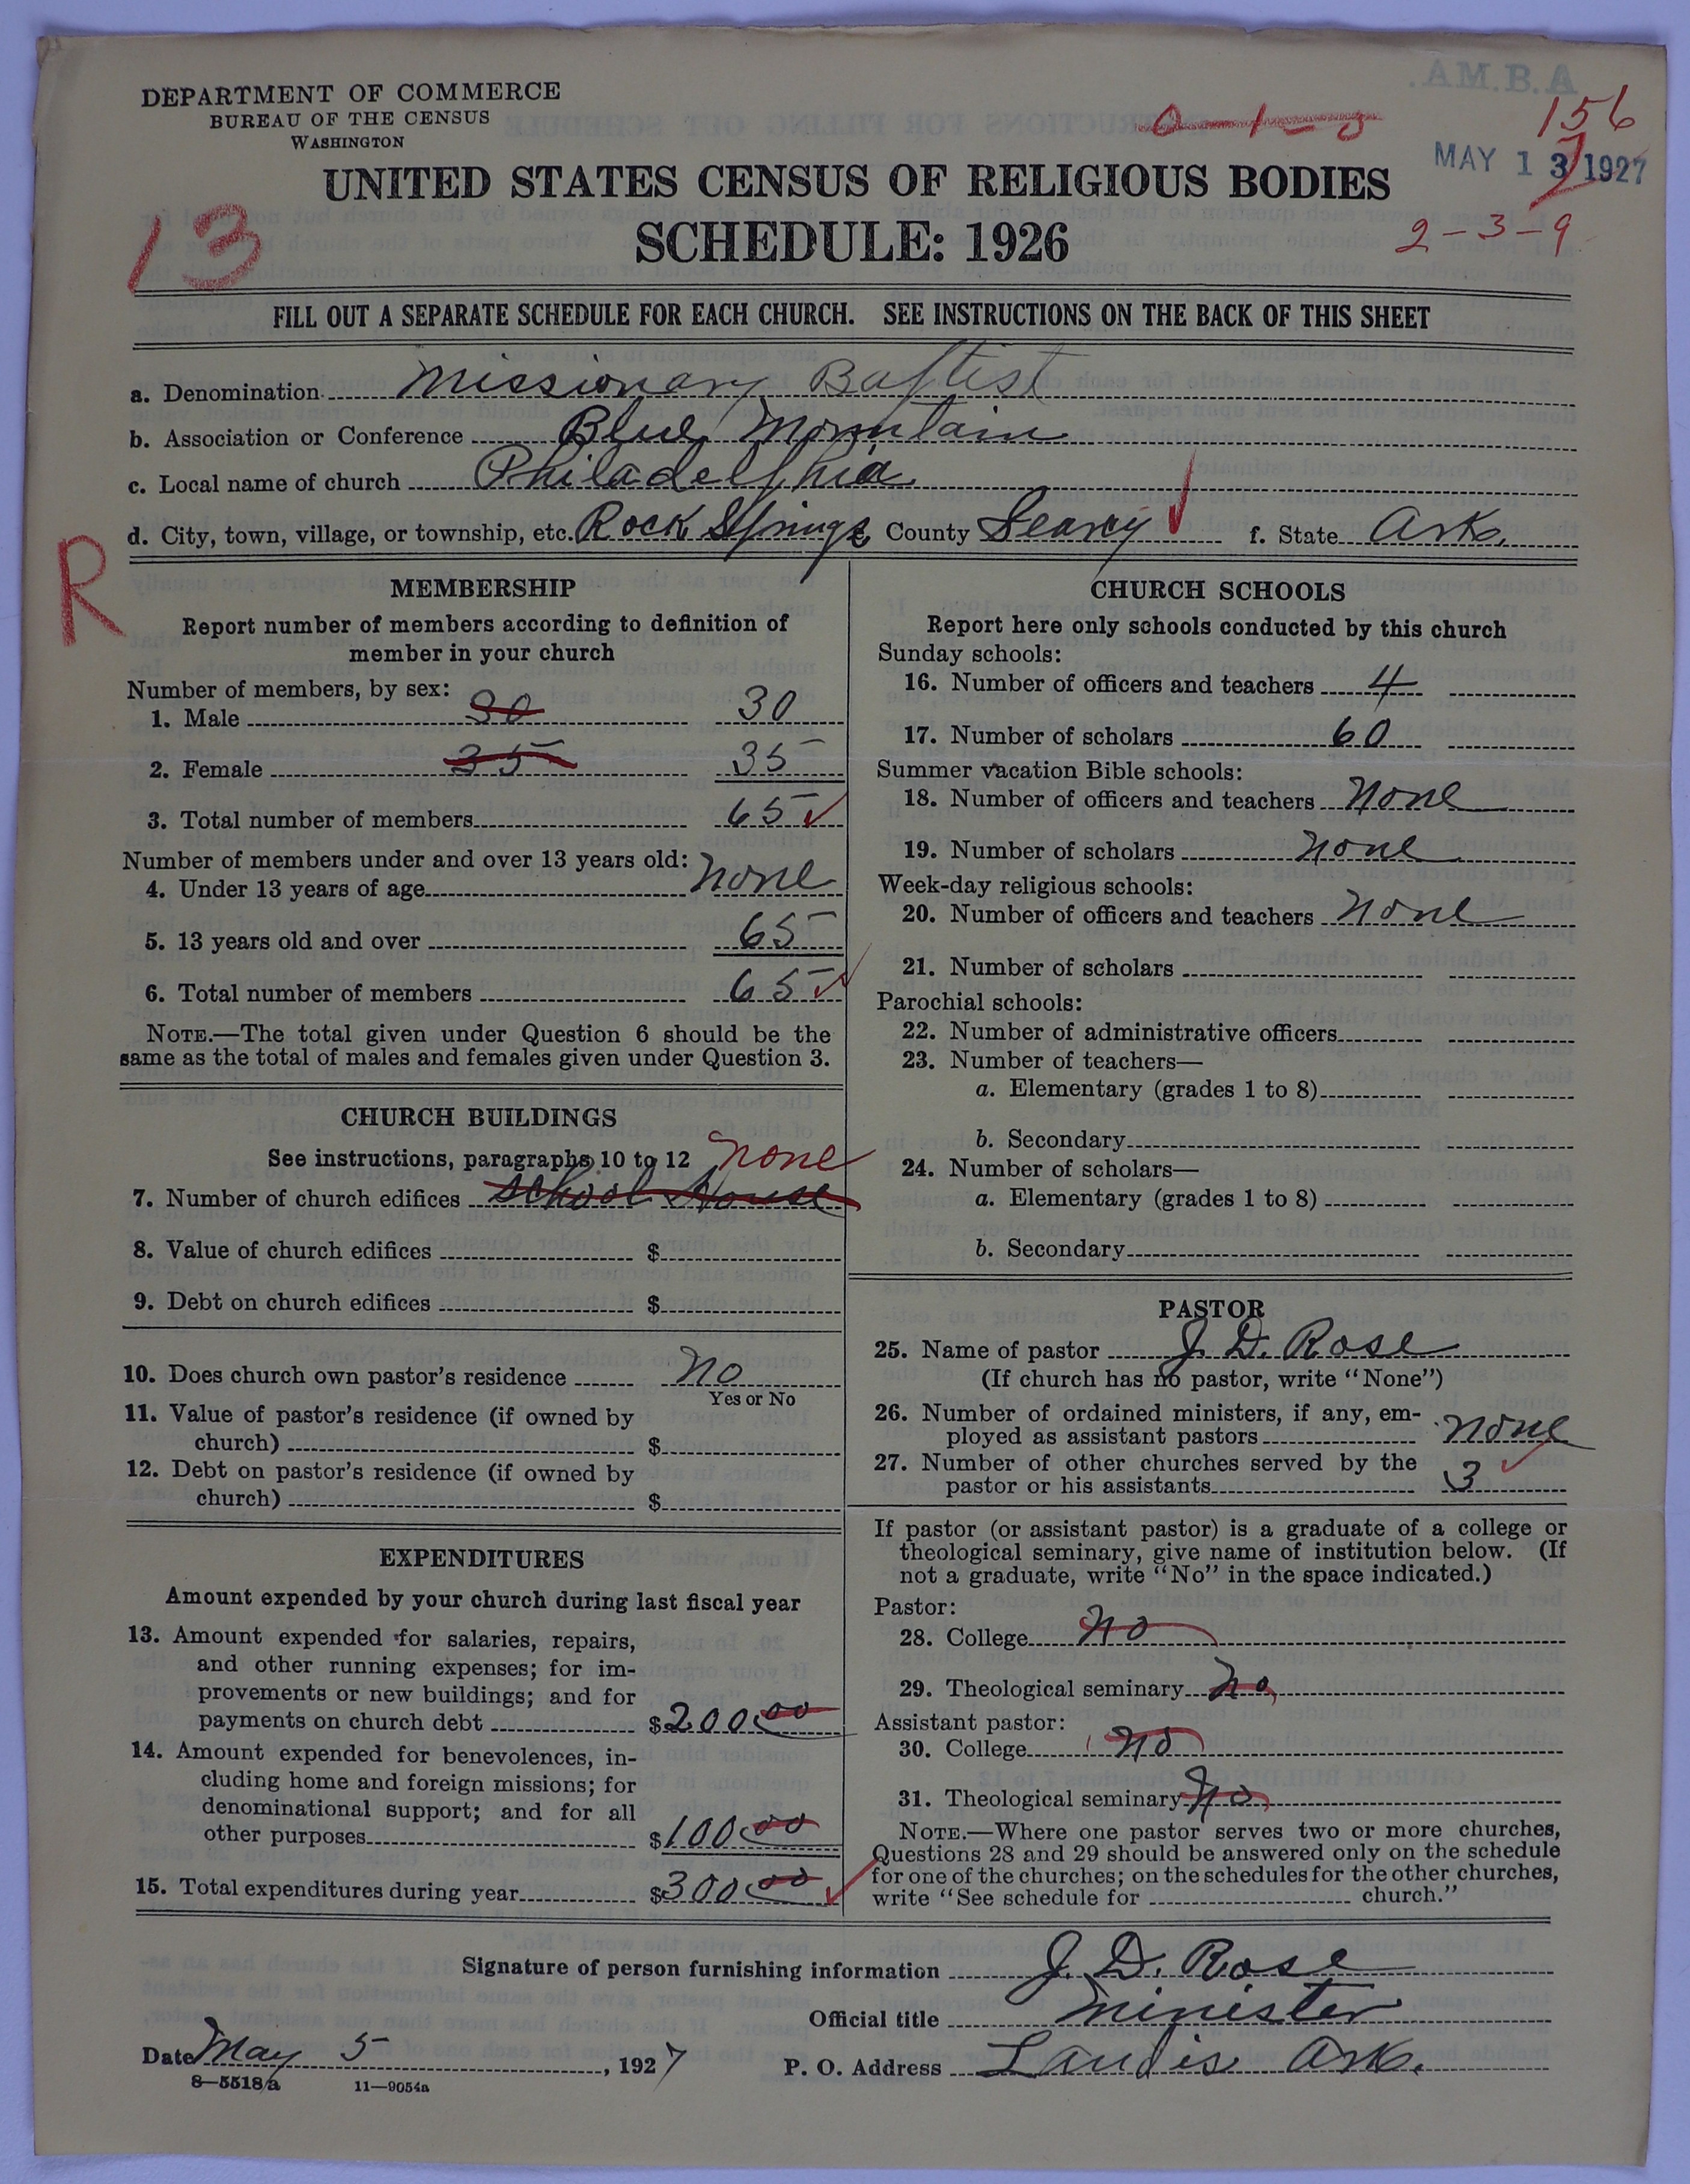 A.B.M.A.
DEPARTMENT OF COMMERCE
BUREAU OF THE CENSUS
WASHINGTON
0-1-3
156
MAY 13 1927
UNITED STATES CENSUS OF RELIGIOUS BODIES
SCHEDULE: 1926
13
2-3-9
FILL OUT A SEPARATE SCHEDULE FOR EACH CHURCH. SEE INSTRUCTIONS ON THE BACK OF THIS SHEET
a. Denomination Missionary Baptist
b. Association or Conference Blue Mountain
c. Local name of church Philadelphia
d. City, town, village, or township, etc. Rock Springs County Searcy f. State Ark.
R
MEMBERSHIP
Report number of members according to definition of
member in your church
Number of members, by sex:
1. Male 30 30
2. Female 35 35
3. Total number of members 65
Number of members under and over 13 years old:
4. Under 13 years of age none
5. 13 years old and over 65
6. Total number of members 65
NOTE.—The total given under Question 6 should be the
same as the total of males and females given under Question 3.
CHURCH BUILDINGS
See instructions, paragraphs 10 to 12 none
7. Number of church edifices school House
8. Value of church edifices $
9. Debt on church edifices $
10. Does church own pastor's residence no
Yes or No
11. Value of pastor's residence (if owned by
church) $
12. Debt on pastor's residence (if owned by
church) $
EXPENDITURES
Amount expended by your church during last fiscal year
13. Amount expended for salaries, repairs,
and other running expenses; for im-
provements or new buildings; and for
payments on church debt $200.00
14. Amount expended for benevolences, in-
cluding home and foreign missions; for
denominational support; and for all
other purposes $100.00
15. Total expenditures during year $300.00
CHURCH SCHOOLS
Report here only schools conducted by this church
Sunday schools:
16. Number of officers and teachers 4
17. Number of scholars 60
Summer vacation Bible schools:
18. Number of officers and teachers none
19. Number of scholars none
Week-day religious schools:
20. Number of officers and teachers none
21. Number of scholars
Parochial schools:
22. Number of administrative officers
23. Number of teachers—
a. Elementary (grades 1 to 8)
b. Secondary
24. Number of scholars—
a. Elementary (grades 1 to 8)
b. Secondary
PASTOR
25. Name of pastor J. D. Rose
(If church has no pastor, write "None")
26. Number of ordained ministers, if any, em-
ployed as assistant pastors none
27. Number of other churches served by the
pastor or his assistants 3
If pastor (or assistant pastor) is a graduate of a college or
theological seminary, give name of institution below. (If
not a graduate, write "No" in the space indicated.)
Pastor:
28. College no
29. Theological seminary no
Assistant pastor:
30. College no
31. Theological seminary no
NOTE.—Where one pastor serves two or more churches,
Questions 28 and 29 should be answered only on the schedule
for one of the churches; on the schedules for the other churches,
write "See schedule for church."
Signature of person furnishing information J. D. Rose
Official title minister
Date May 5, 1927 P. O. Address Landis Ark.
8—5518a 11—9054a